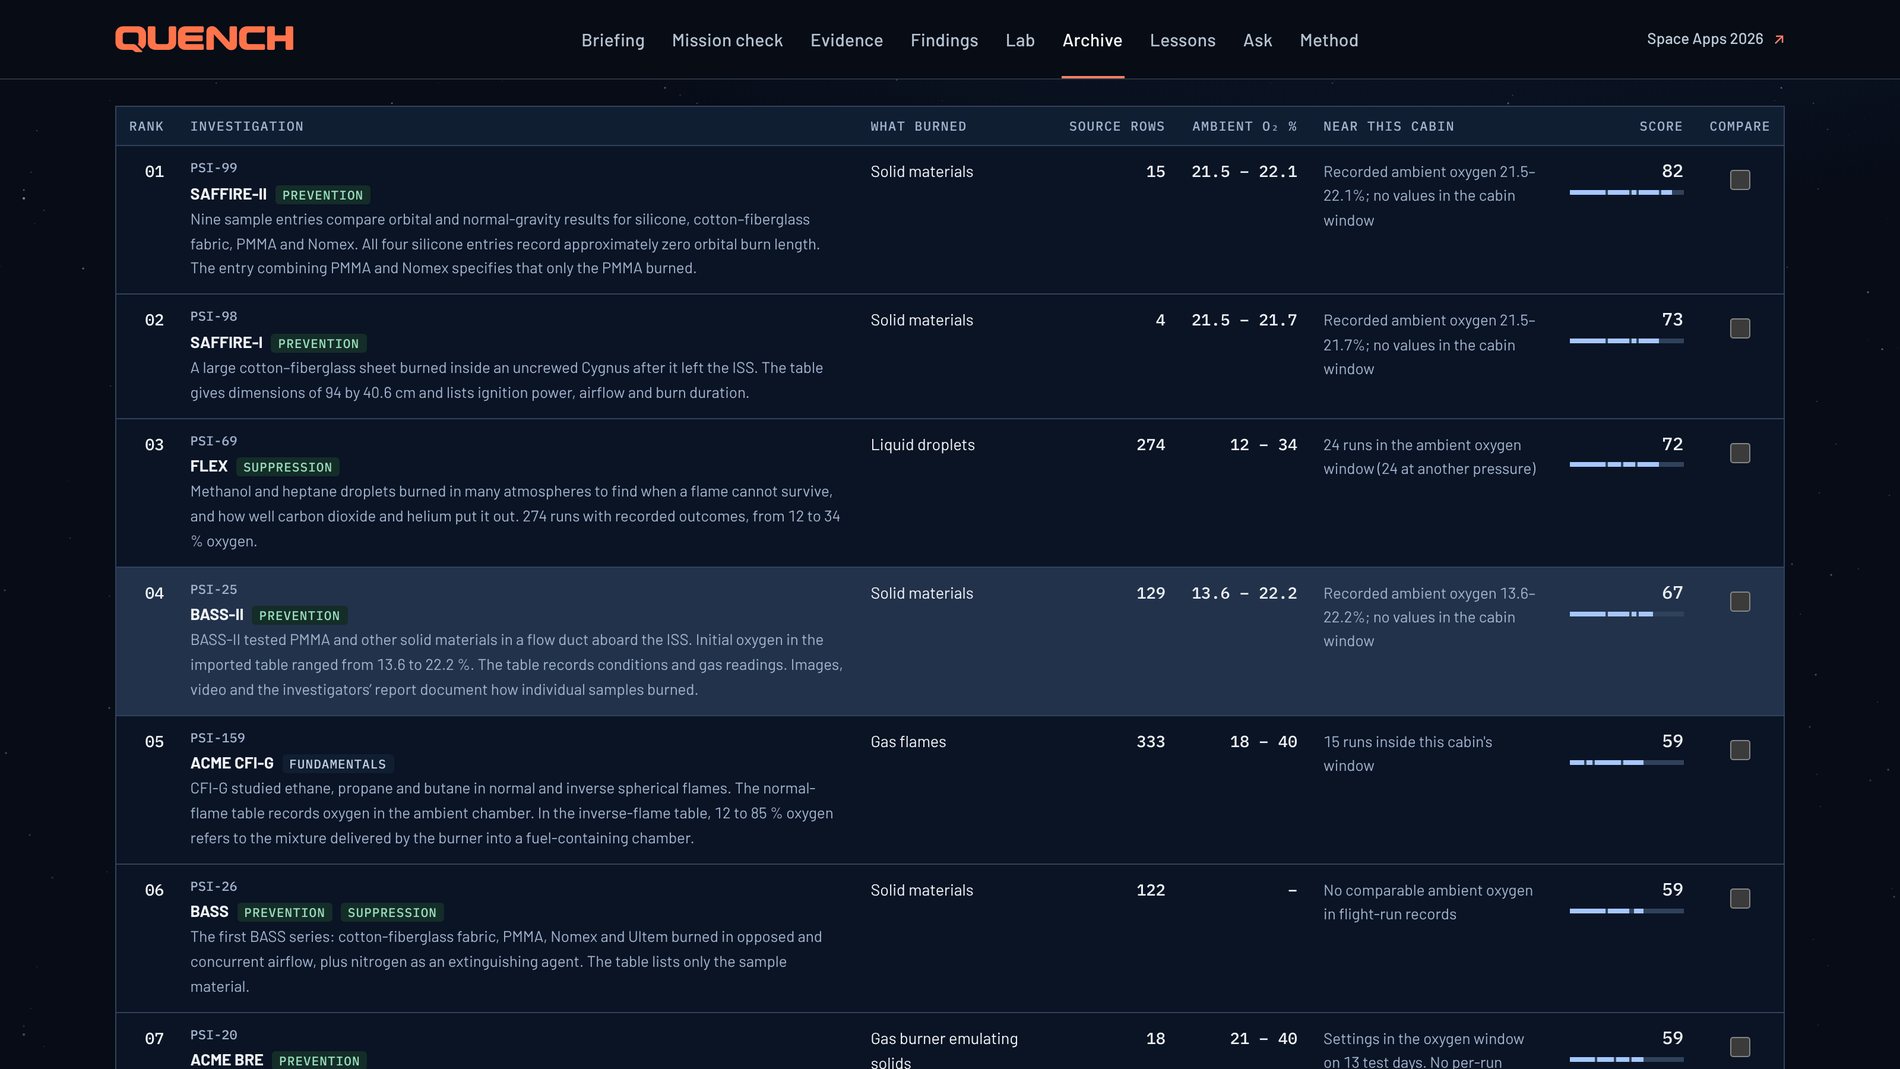 QUENCH
Briefing Mission check Evidence Findings Lab Archive Lessons Ask Method
Space Apps 2026 ↗
RANK INVESTIGATION WHAT BURNED SOURCE ROWS AMBIENT O₂ % NEAR THIS CABIN SCORE COMPARE
01
PSI-99
SAFFIRE-II PREVENTION
Nine sample entries compare orbital and normal-gravity results for silicone, cotton-fiberglass
fabric, PMMA and Nomex. All four silicone entries record approximately zero orbital burn length.
The entry combining PMMA and Nomex specifies that only the PMMA burned.
Solid materials
15
21.5 – 22.1
Recorded ambient oxygen 21.5–
22.1%; no values in the cabin
window
82
02
PSI-98
SAFFIRE-I PREVENTION
A large cotton-fiberglass sheet burned inside an uncrewed Cygnus after it left the ISS. The table
gives dimensions of 94 by 40.6 cm and lists ignition power, airflow and burn duration.
Solid materials
4
21.5 – 21.7
Recorded ambient oxygen 21.5–
21.7%; no values in the cabin
window
73
03
PSI-69
FLEX SUPPRESSION
Methanol and heptane droplets burned in many atmospheres to find when a flame cannot survive,
and how well carbon dioxide and helium put it out. 274 runs with recorded outcomes, from 12 to 34
% oxygen.
Liquid droplets
274
12 – 34
24 runs in the ambient oxygen
window (24 at another pressure)
72
04
PSI-25
BASS-II PREVENTION
BASS-II tested PMMA and other solid materials in a flow duct aboard the ISS. Initial oxygen in the
imported table ranged from 13.6 to 22.2 %. The table records conditions and gas readings. Images,
video and the investigators’ report document how individual samples burned.
Solid materials
129
13.6 – 22.2
Recorded ambient oxygen 13.6–
22.2%; no values in the cabin
window
67
05
PSI-159
ACME CFI-G FUNDAMENTALS
CFI-G studied ethane, propane and butane in normal and inverse spherical flames. The normal-
flame table records oxygen in the ambient chamber. In the inverse-flame table, 12 to 85 % oxygen
refers to the mixture delivered by the burner into a fuel-containing chamber.
Gas flames
333
18 – 40
15 runs inside this cabin's
window
59
06
PSI-26
BASS PREVENTION SUPPRESSION
The first BASS series: cotton-fiberglass fabric, PMMA, Nomex and Ultem burned in opposed and
concurrent airflow, plus nitrogen as an extinguishing agent. The table lists only the sample
material.
Solid materials
122
–
No comparable ambient oxygen
in flight-run records
59
07
PSI-20
ACME BRE PREVENTION
Gas burner emulating
solids
18
21 – 40
Settings in the oxygen window
on 13 test days. No per-run
59